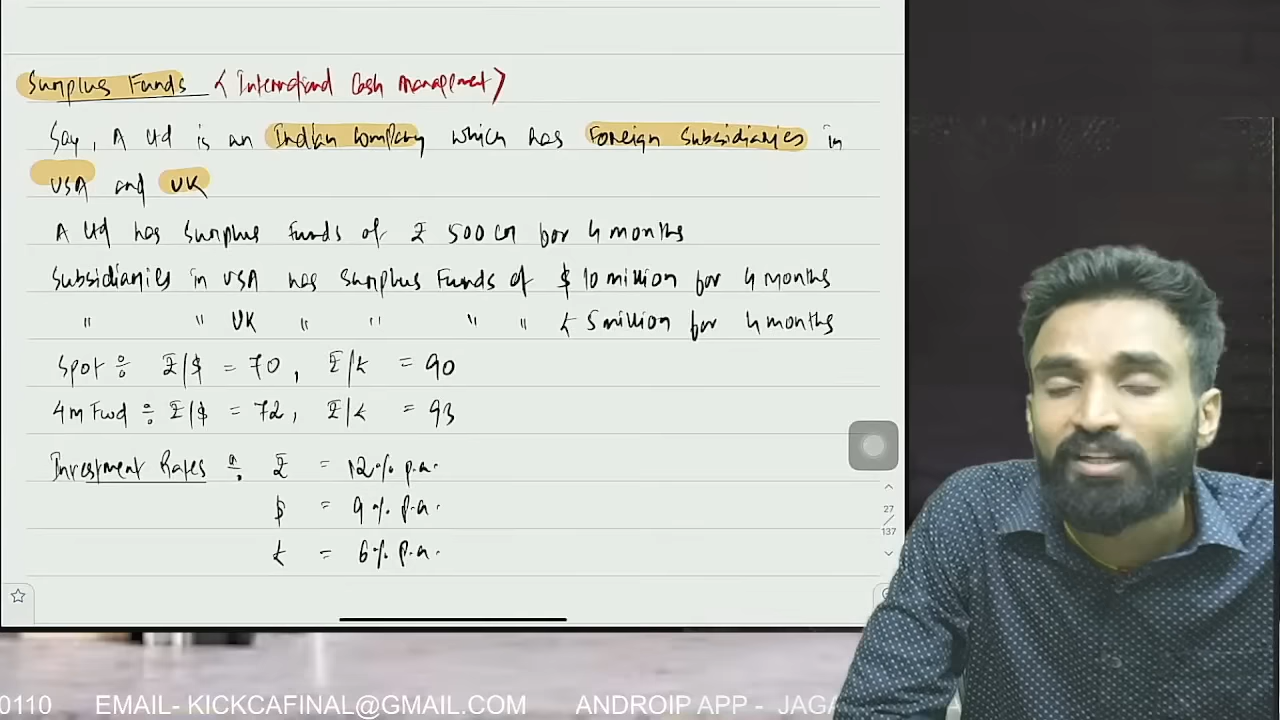 Surplus Funds < International Cash Management >
Say, A Ltd is an Indian Company which has Foreign Subsidiaries in
USA and UK
A Ltd has Surplus Funds of ₹ 500 cr for 4 months
Subsidiaries in USA has Surplus Funds of $ 10 million for 4 months
" " UK " " " " £ 5 million for 4 months
Spot : ₹/$ = 70, ₹/£ = 90
4m Fwd : ₹/$ = 72, ₹/£ = 93
Investment Rates : ₹ = 12% p.a.
$ = 9% p.a.
£ = 6% p.a.
27
137
0110 EMAIL- KICKCAFINAL@GMAIL.COM ANDROIP APP - JAGA